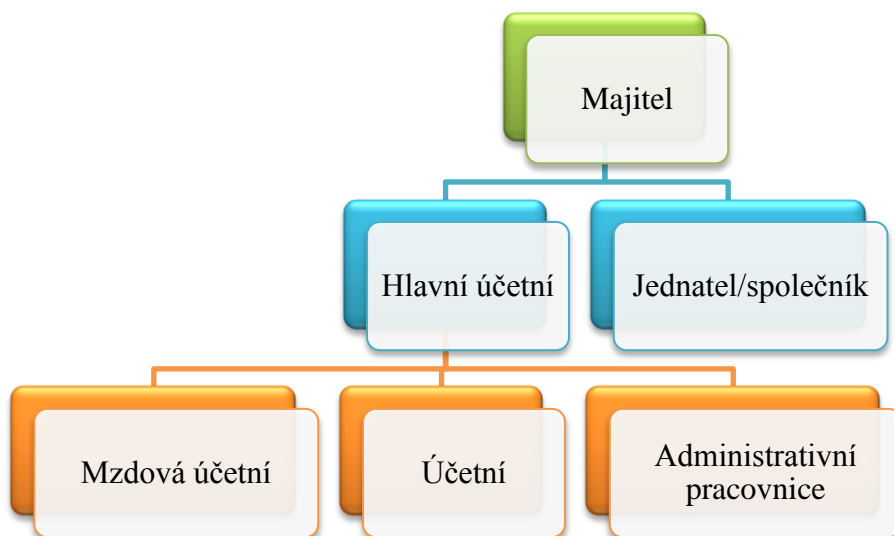 Majitel
Hlavní účetní
Jednatel/společník
Mzdová účetní
Účetní
Administrativní
pracovnice